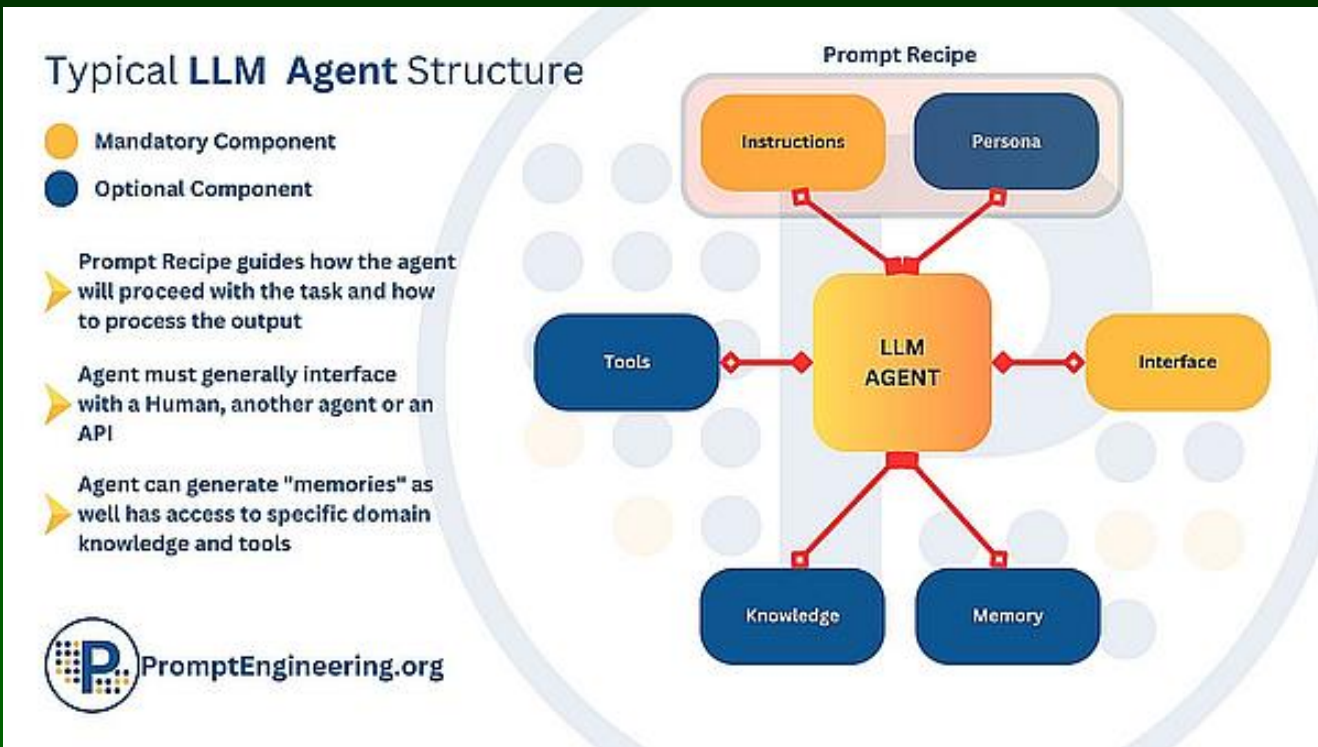 Typical LLM Agent Structure
Mandatory Component
Optional Component
Prompt Recipe guides how the agent
will proceed with the task and how
to process the output
Agent must generally interface
with a Human, another agent or an
API
Agent can generate "memories" as
well has access to specific domain
knowledge and tools
P
PromptEngineering.org
Prompt Recipe
Instructions
Persona
Tools
LLM
AGENT
Interface
Knowledge
Memory